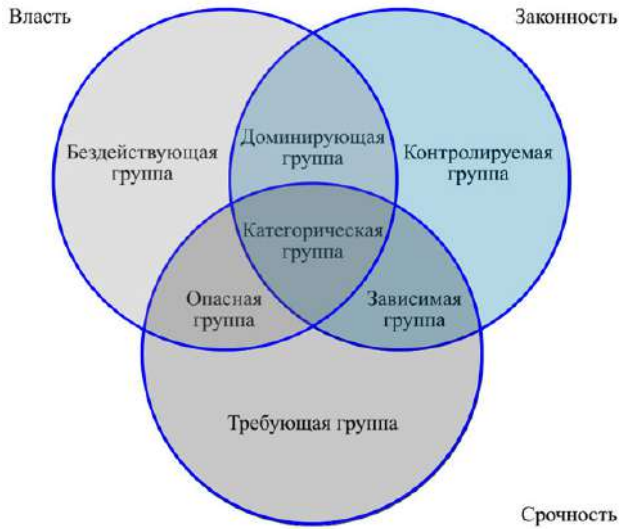 Власть
Законность
Доминирующая
группа
Бездействующая
группа
Контролируемая
группа
Категорическая
группа
Опасная
группа
Зависимая
группа
Требующая группа
Срочность